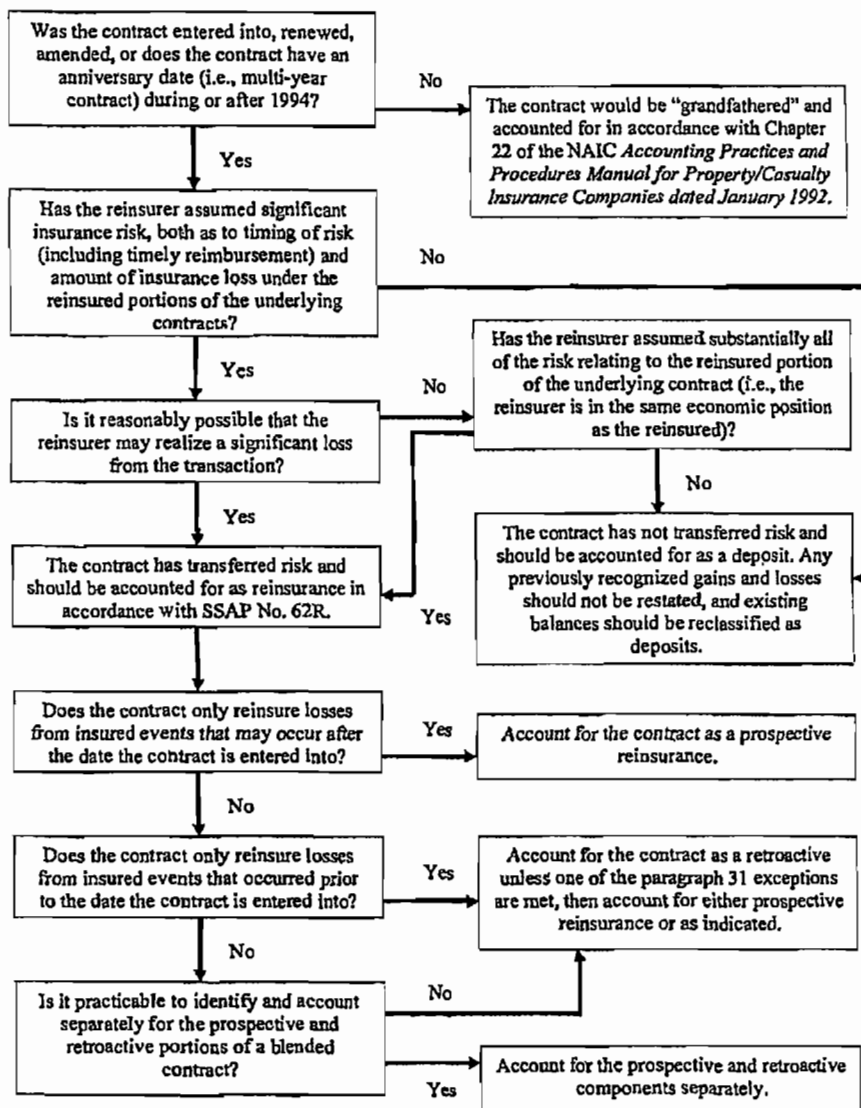 Was the contract entered into, renewed,
amended, or does the contract have an
anniversary date (i.e., multi-year
contract) during or after 1994?
No
The contract would be “grandfathered” and
accounted for in accordance with Chapter
22 of the NAIC Accounting Practices and
Procedures Manual for Property/Casualty
Insurance Companies dated January 1992.
Yes
Has the reinsurer assumed significant
insurance risk, both as to timing of risk
(including timely reimbursement) and
amount of insurance loss under the
reinsured portions of the underlying
contracts?
No
Yes
Has the reinsurer assumed substantially all
of the risk relating to the reinsured portion
of the underlying contract (i.e., the
reinsurer is in the same economic position
as the reinsured)?
No
Is it reasonably possible that the
reinsurer may realize a significant loss
from the transaction?
No
Yes
The contract has transferred risk and
should be accounted for as reinsurance in
accordance with SSAP No. 62R.
Yes
The contract has not transferred risk and
should be accounted for as a deposit. Any
previously recognized gains and losses
should not be restated, and existing
balances should be reclassified as
deposits.
Does the contract only reinsure losses
from insured events that may occur after
the date the contract is entered into?
Yes
Account for the contract as a prospective
reinsurance.
No
Does the contract only reinsure losses
from insured events that occurred prior
to the date the contract is entered into?
Yes
Account for the contract as a retroactive
unless one of the paragraph 31 exceptions
are met, then account for either prospective
reinsurance or as indicated.
No
Is it practicable to identify and account
separately for the prospective and
retroactive portions of a blended
contract?
No
Yes
Account for the prospective and retroactive
components separately.